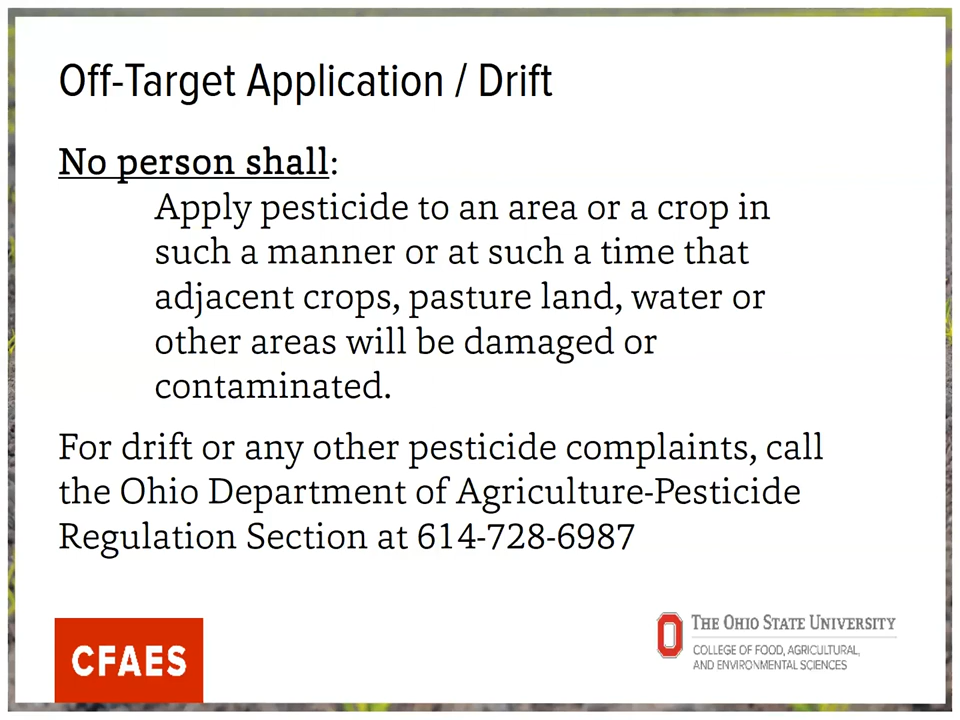 Off-Target Application / Drift
No person shall:
Apply pesticide to an area or a crop in
such a manner or at such a time that
adjacent crops, pasture land, water or
other areas will be damaged or
contaminated.
For drift or any other pesticide complaints, call
the Ohio Department of Agriculture-Pesticide
Regulation Section at 614-728-6987
CFAES
THE OHIO STATE UNIVERSITY
COLLEGE OF FOOD, AGRICULTURAL,
AND ENVIRONMENTAL SCIENCES